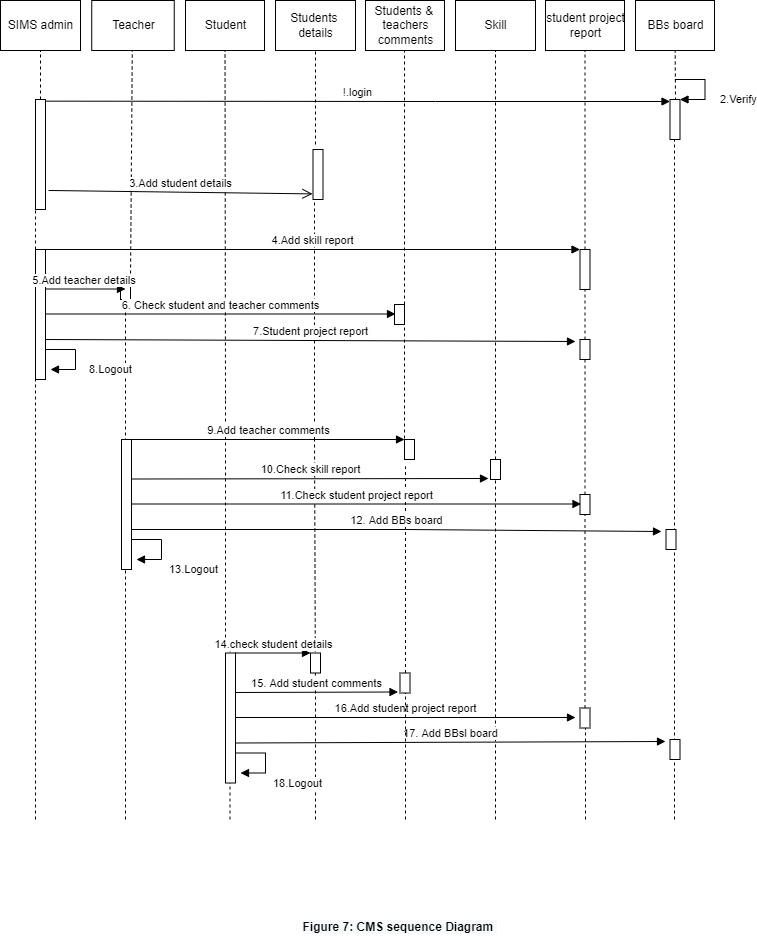 SIMS admin
Teacher
Student
Students
details
Students &
teachers
comments
Skill
student project
report
BBs board
!.login
2.Verify
3.Add student details
4.Add skill report
5.Add teacher details
6. Check student and teacher comments
7.Student project report
8.Logout
9.Add teacher comments
10.Check skill report
11.Check student project report
12. Add BBs board
13.Logout
14.check student details
15. Add student comments
16.Add student project report
17. Add BBsl board
18.Logout
Figure 7: CMS sequence Diagram